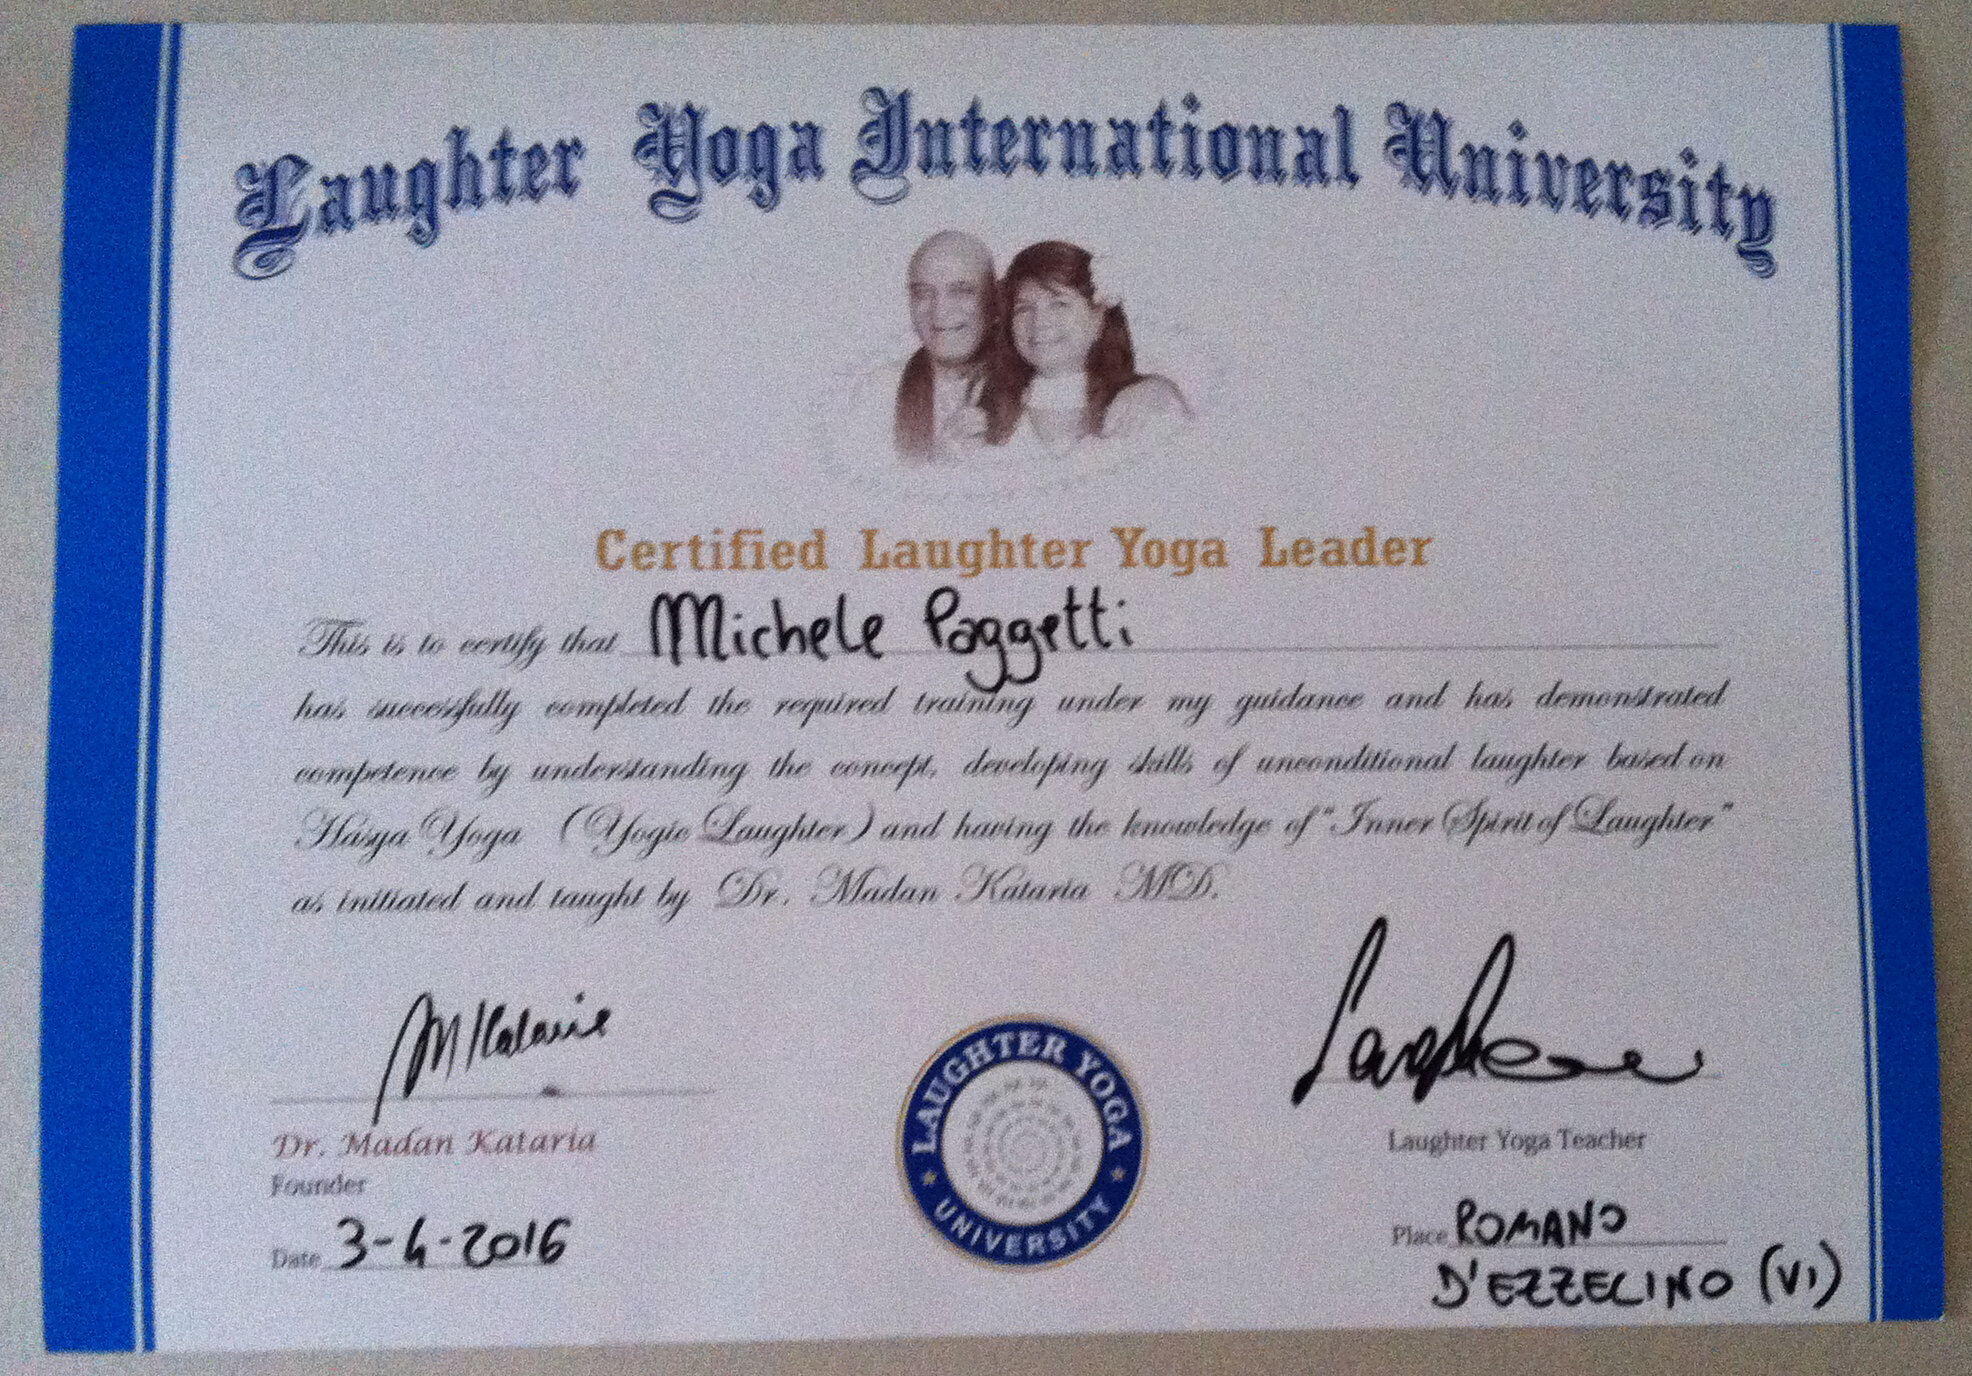 Laughter Yoga International University
Certified Laughter Yoga Leader
This is to certify that Michele Paggetti
has successfully completed the required training under my guidance and has demonstrated
competence by understanding the concept, developing skills of unconditional laughter based on
Hasya Yoga (Yogic Laughter) and having the knowledge of "Inner Spirit of Laughter"
as initiated and taught by Dr. Madan Kataria MD.
M Kataria
Dr. Madan Kataria
Founder
Date 3-4-2016
LAUGHTER YOGA
UNIVERSITY
Laughter Yoga Teacher
Place ROMANO
D'EZZELINO (VI)